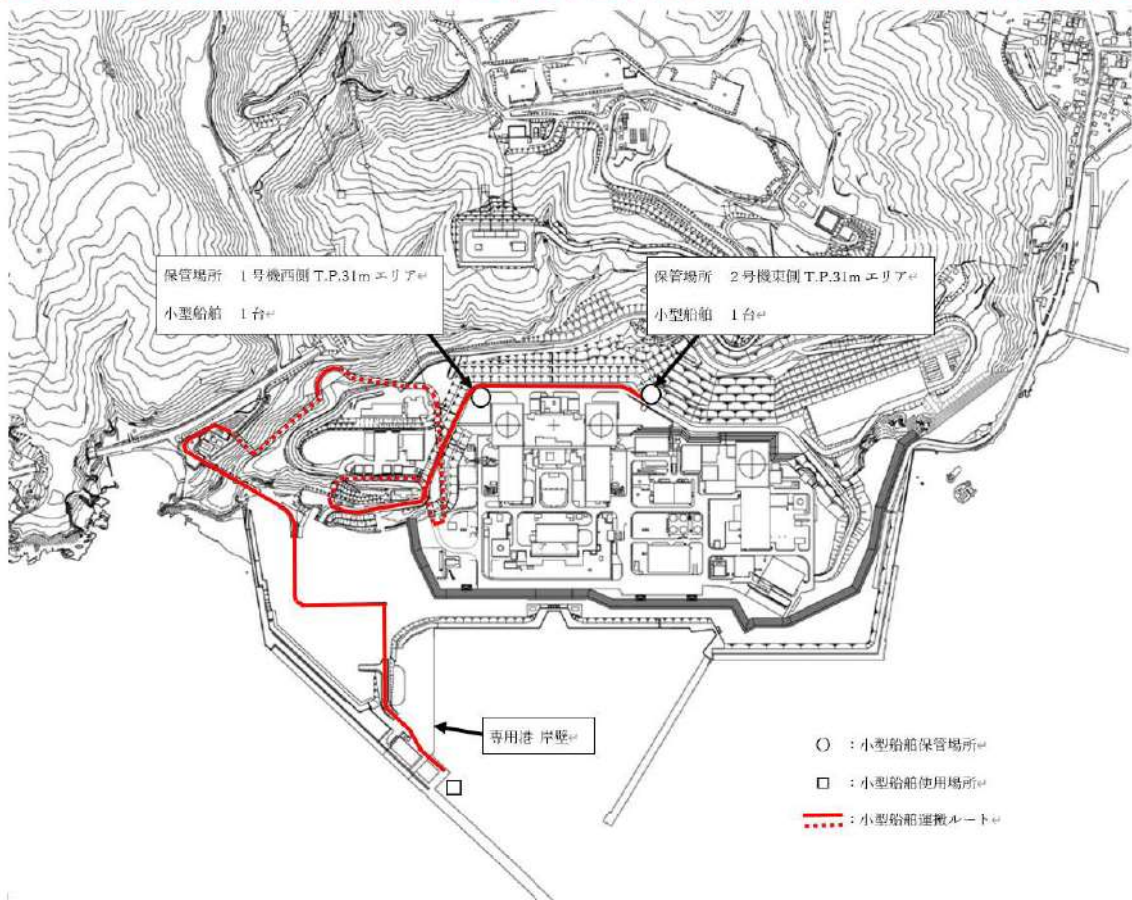 保管場所 1号機西側 T.P.31m エリア↵
小型船舶 1台↵
保管場所 2号機東側 T.P.31m エリア↵
小型船舶 1台↵
専用港 岸壁↵
○ :小型船舶保管場所↵
□ :小型船舶使用場所↵
:小型船舶運搬ルート↵